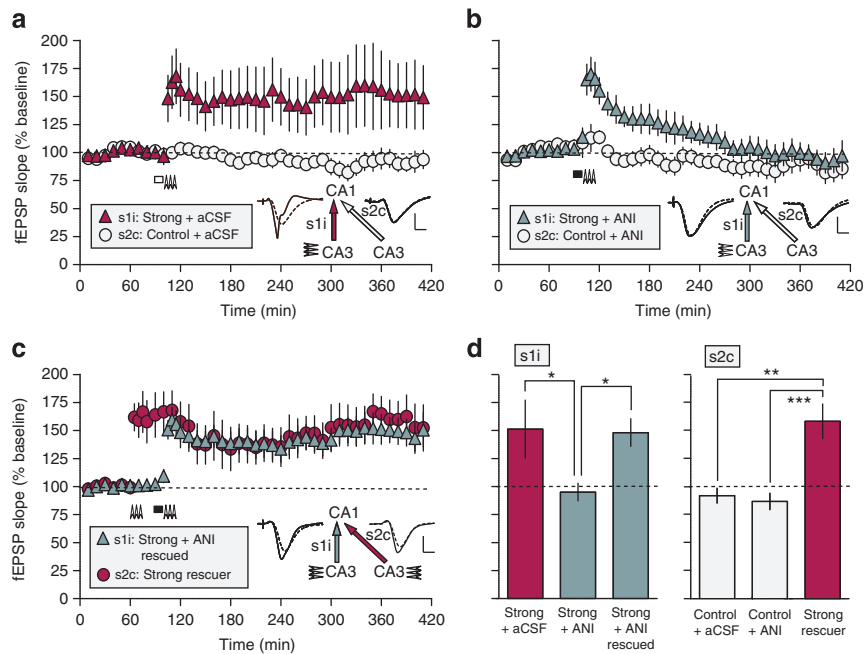 a
fEPSP slope (% baseline)
200
175
150
125
100
75
50
25
0
s1i: Strong + aCSF
s2c: Control + aCSF
CA1
s1i
s2c
CA3
CA3
0 60 120 180 240 300 360 420
Time (min)
b
200
175
150
125
100
75
50
25
0
s1i: Strong + ANI
s2c: Control + ANI
CA1
s1i
s2c
CA3
CA3
0 60 120 180 240 300 360 420
Time (min)
c
fEPSP slope (% baseline)
200
175
150
125
100
75
50
25
0
s1i: Strong + ANI
rescued
s2c: Strong rescuer
CA1
s1i
s2c
CA3
CA3
0 60 120 180 240 300 360 420
Time (min)
d
s1i
*
*
Strong
+ aCSF
Strong
+ ANI
Strong
+ ANI
rescued
s2c
**
***
Control
+ aCSF
Control
+ ANI
Strong
rescuer